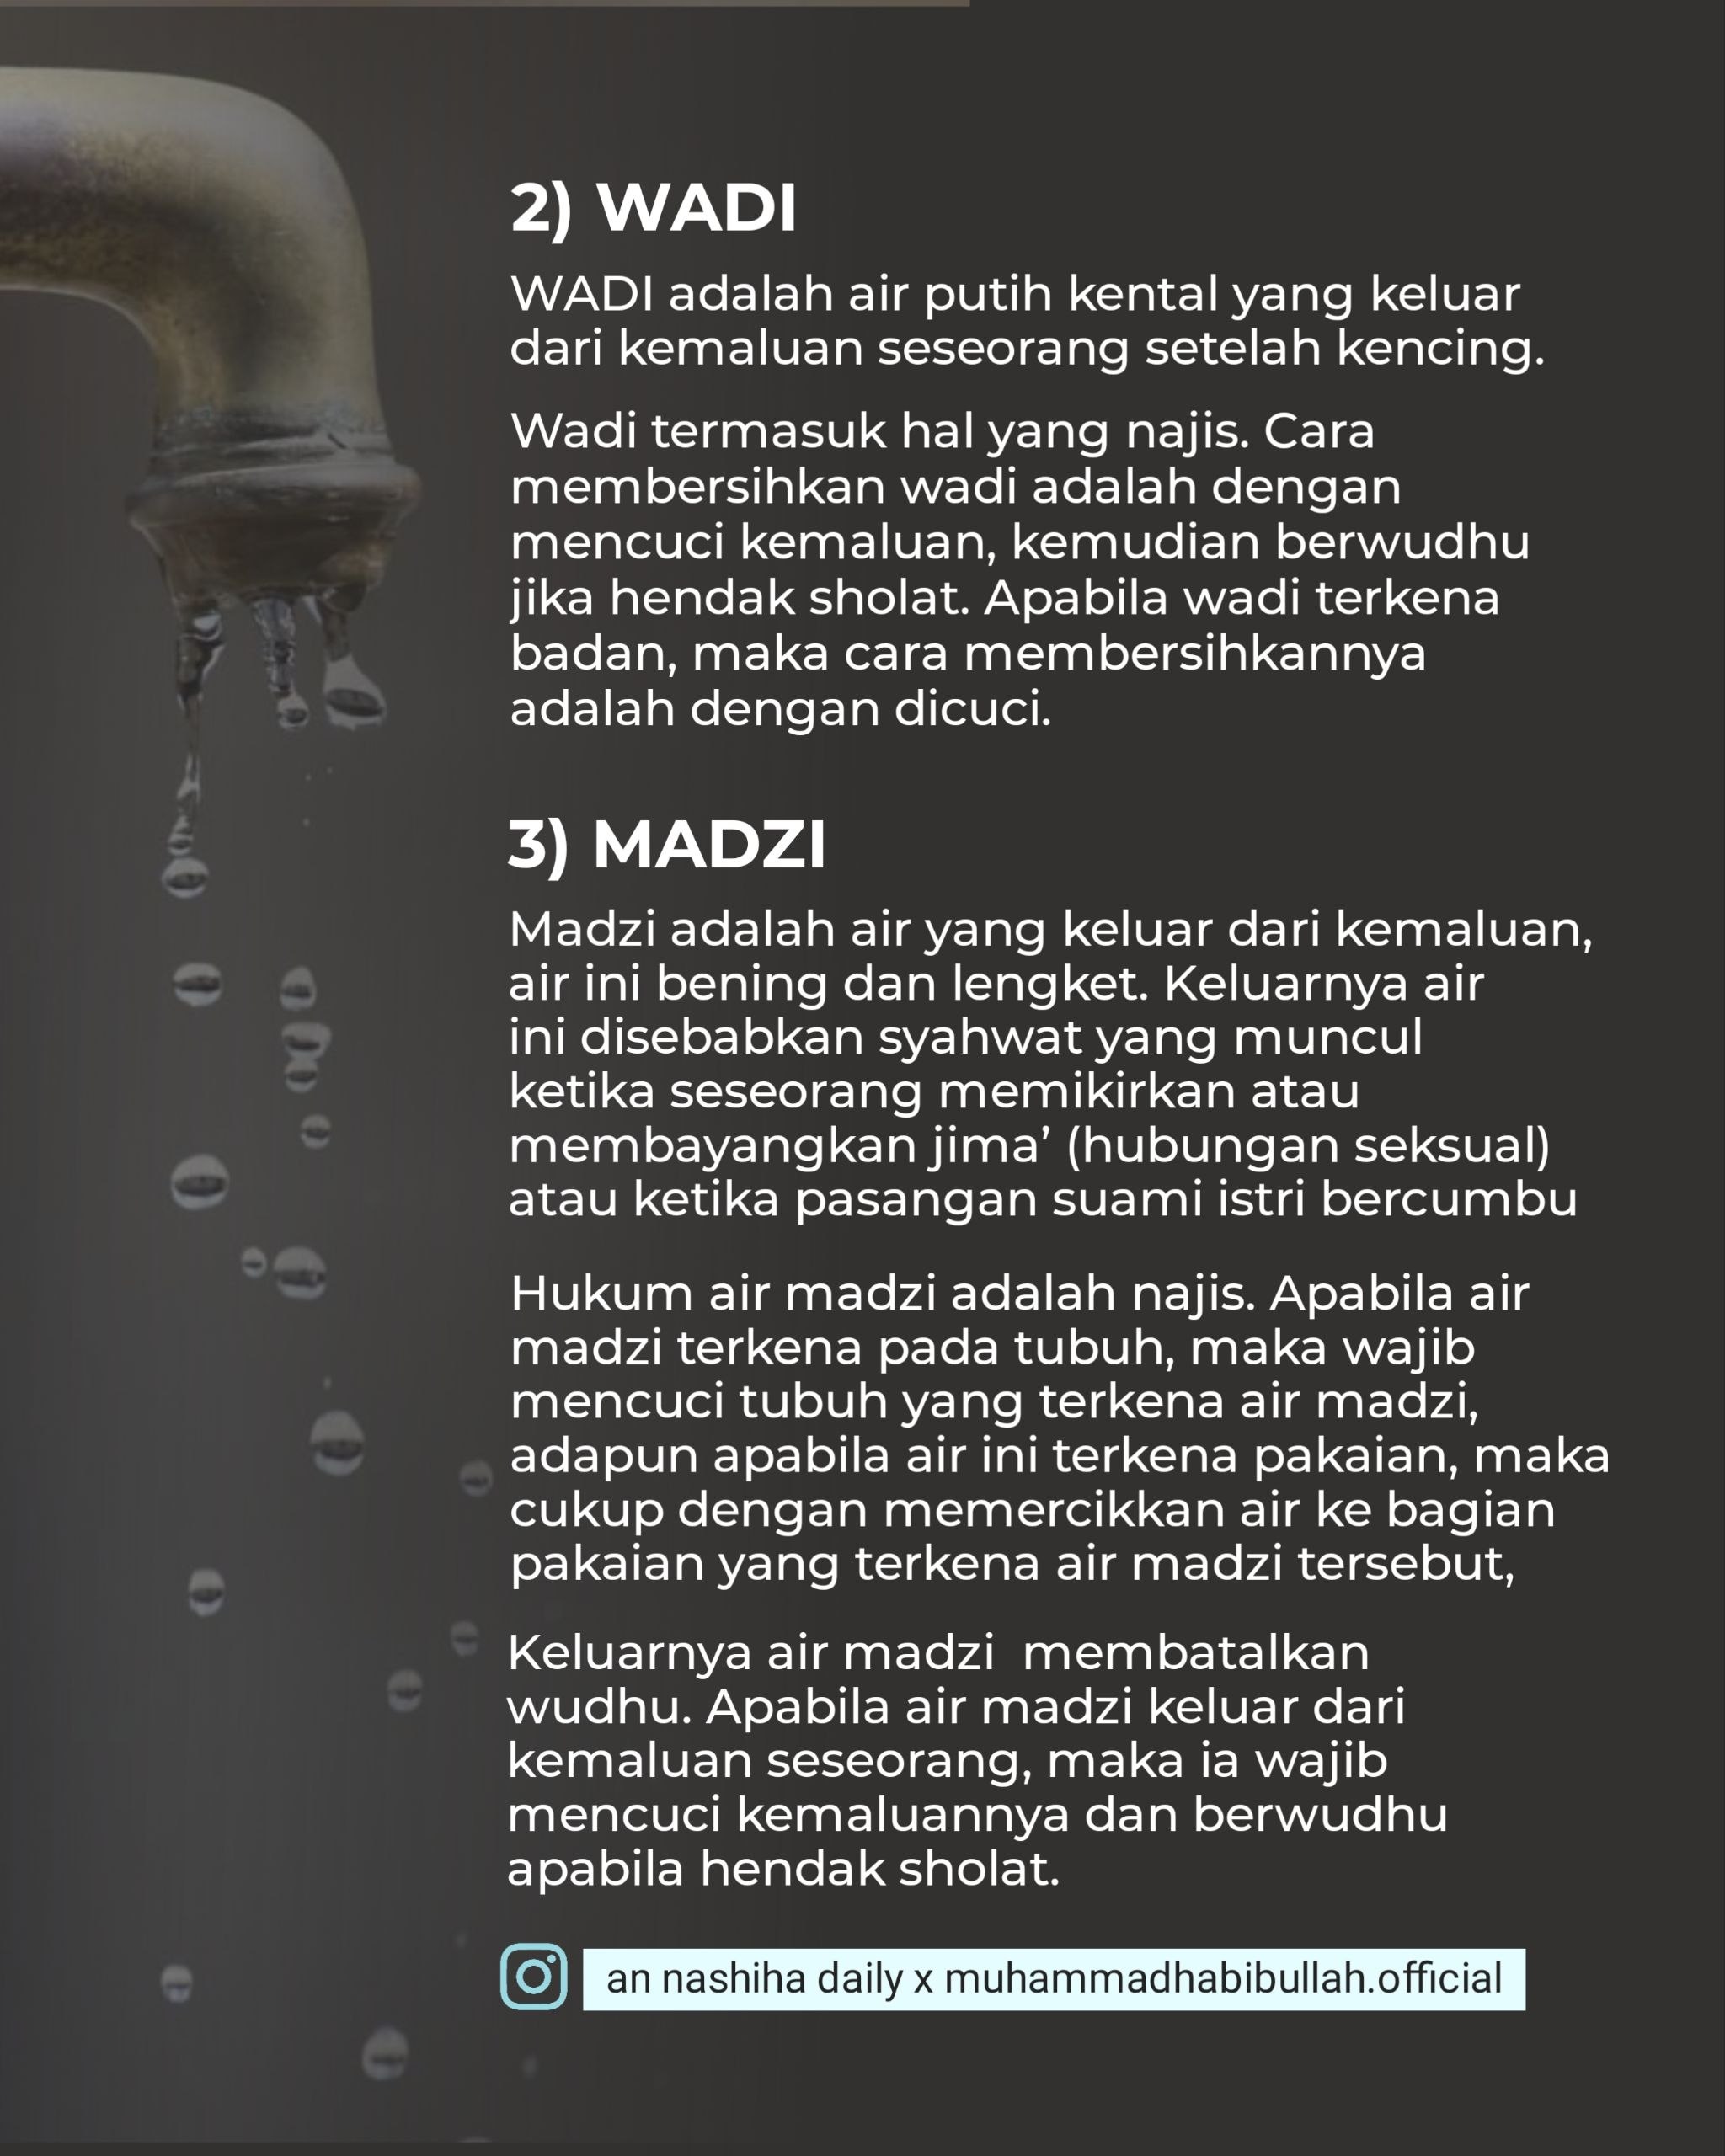 2) WADI
WADI adalah air putih kental yang keluar
dari kemaluan seseorang setelah kencing.
Wadi termasuk hal yang najis. Cara
membersihkan wadi adalah dengan
mencuci kemaluan, kemudian berwudhu
jika hendak sholat. Apabila wadi terkena
badan, maka cara membersihkannya
adalah dengan dicuci.
3) MADZI
Madzi adalah air yang keluar dari kemaluan,
air ini bening dan lengket. Keluarnya air
ini disebabkan syahwat yang muncul
ketika seseorang memikirkan atau
membayangkan jima’ (hubungan seksual)
atau ketika pasangan suami istri bercumbu
Hukum air madzi adalah najis. Apabila air
madzi terkena pada tubuh, maka wajib
mencuci tubuh yang terkena air madzi,
adapun apabila air ini terkena pakaian, maka
cukup dengan memercikkan air ke bagian
pakaian yang terkena air madzi tersebut,
Keluarnya air madzi  membatalkan
wudhu. Apabila air madzi keluar dari
kemaluan seseorang, maka ia wajib
mencuci kemaluannya dan berwudhu
apabila hendak sholat.
an nashiha daily x muhammadhabibullah.official